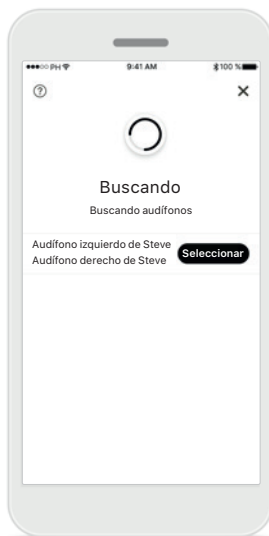 ●●●○○ PH 9:41 AM 100 %
?
Buscando
Buscando audífonos
Audífono izquierdo de Steve
Audífono derecho de Steve
Seleccionar